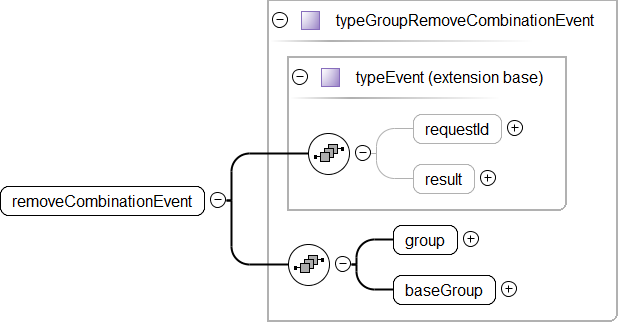 typeGroupRemoveCombinationEvent
typeEvent (extension base)
requestId
result
removeCombinationEvent
group
baseGroup